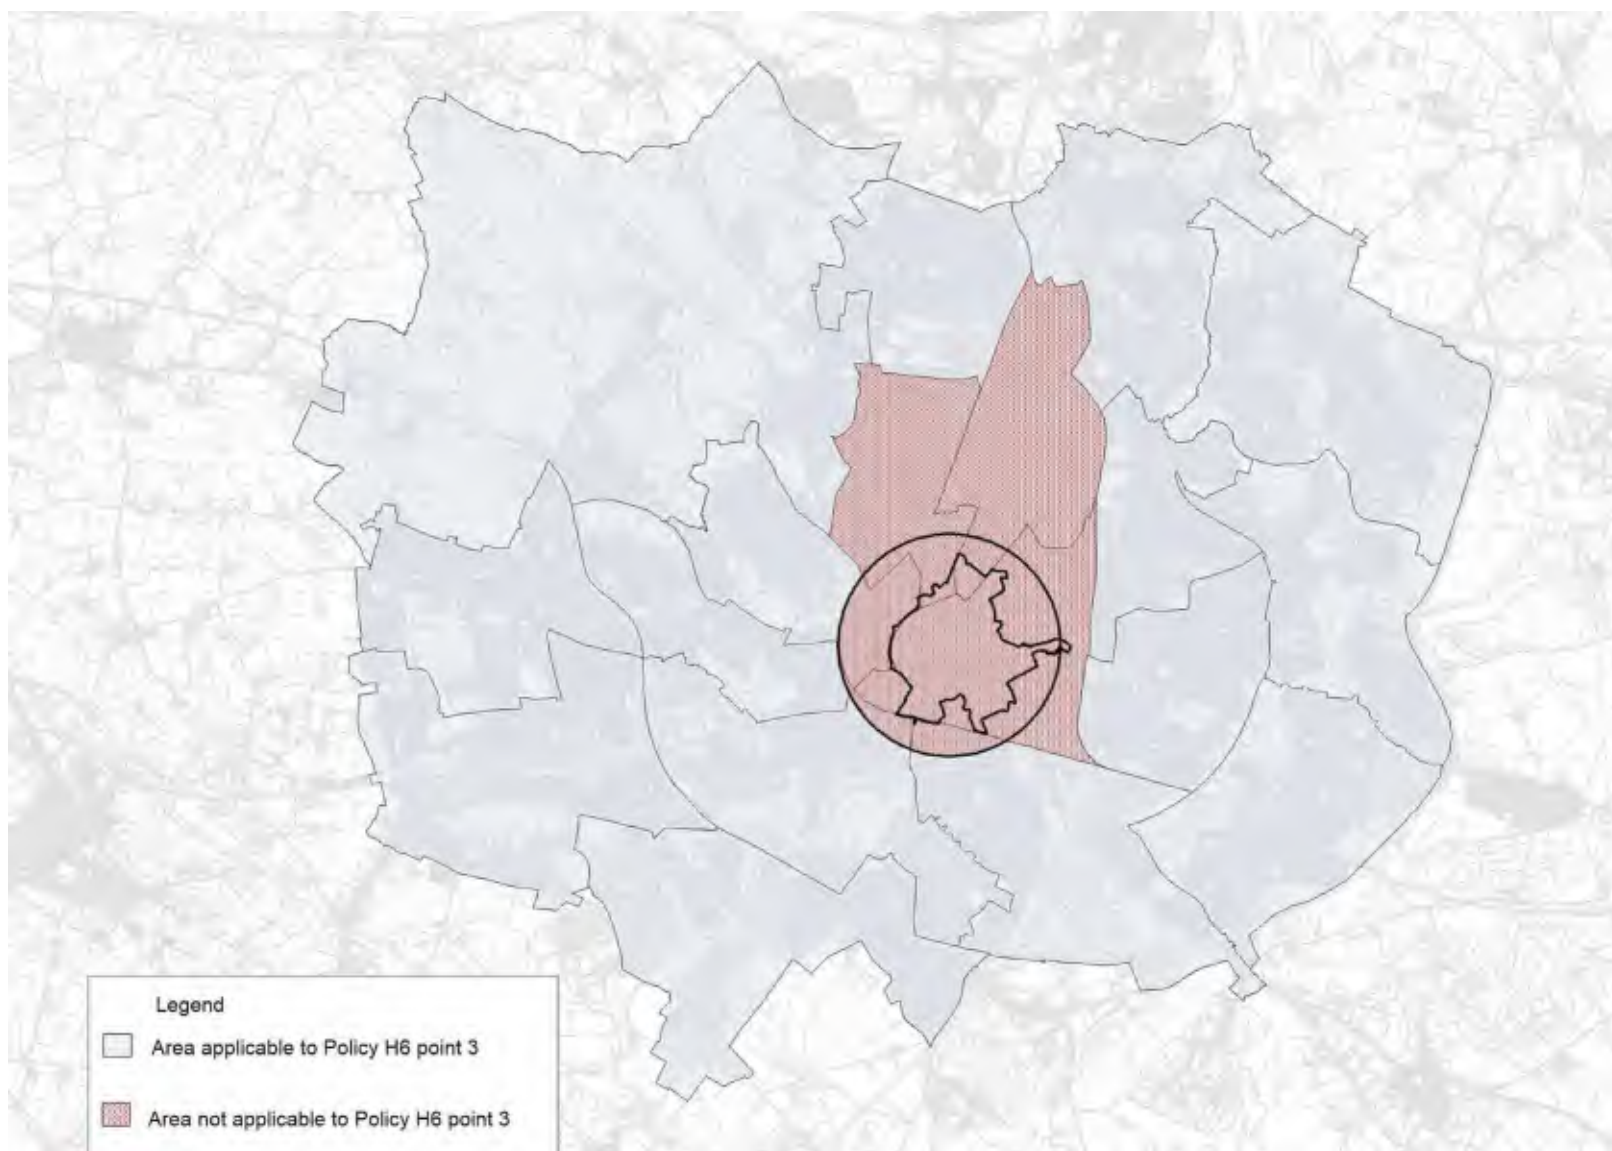 Legend
Area applicable to Policy H6 point 3
Area not applicable to Policy H6 point 3